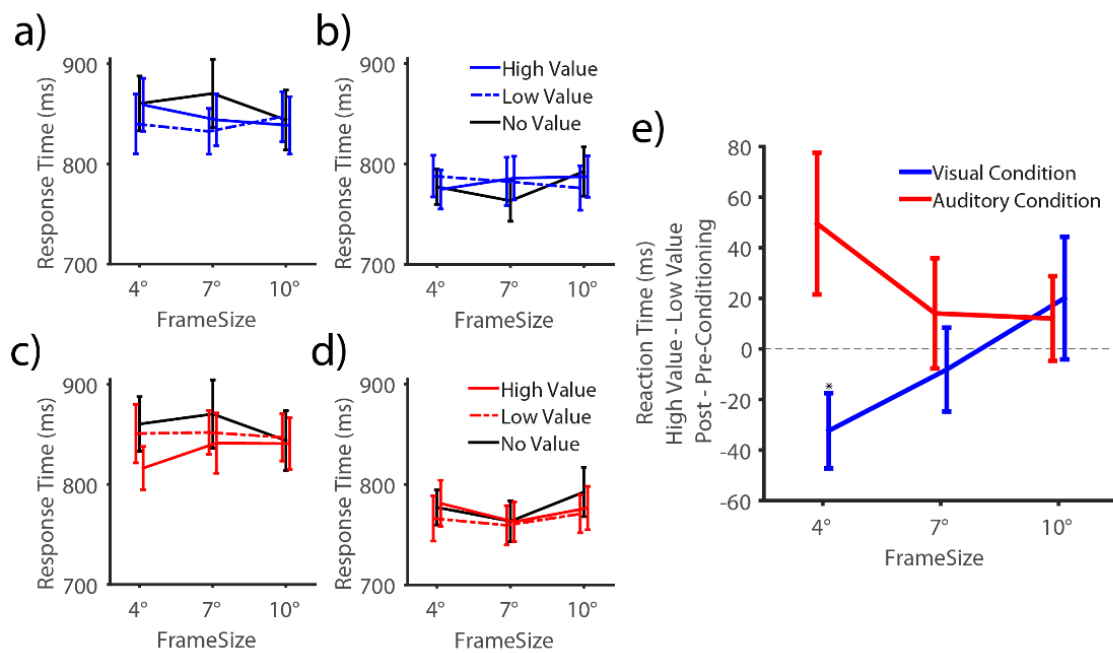 a)
900
800
700
Response Time (ms)
4°
7°
10°
FrameSize
b)
900
800
700
Response Time (ms)
High Value
Low Value
No Value
4°
7°
10°
FrameSize
c)
900
800
700
Response Time (ms)
4°
7°
10°
FrameSize
d)
900
800
700
Response Time (ms)
High Value
Low Value
No Value
4°
7°
10°
FrameSize
e)
Reaction Time (ms)
High Value - Low Value
Post - Pre-Conditioning
80
60
40
20
0
-20
-40
-60
Visual Condition
Auditory Condition
*
4°
7°
10°
FrameSize